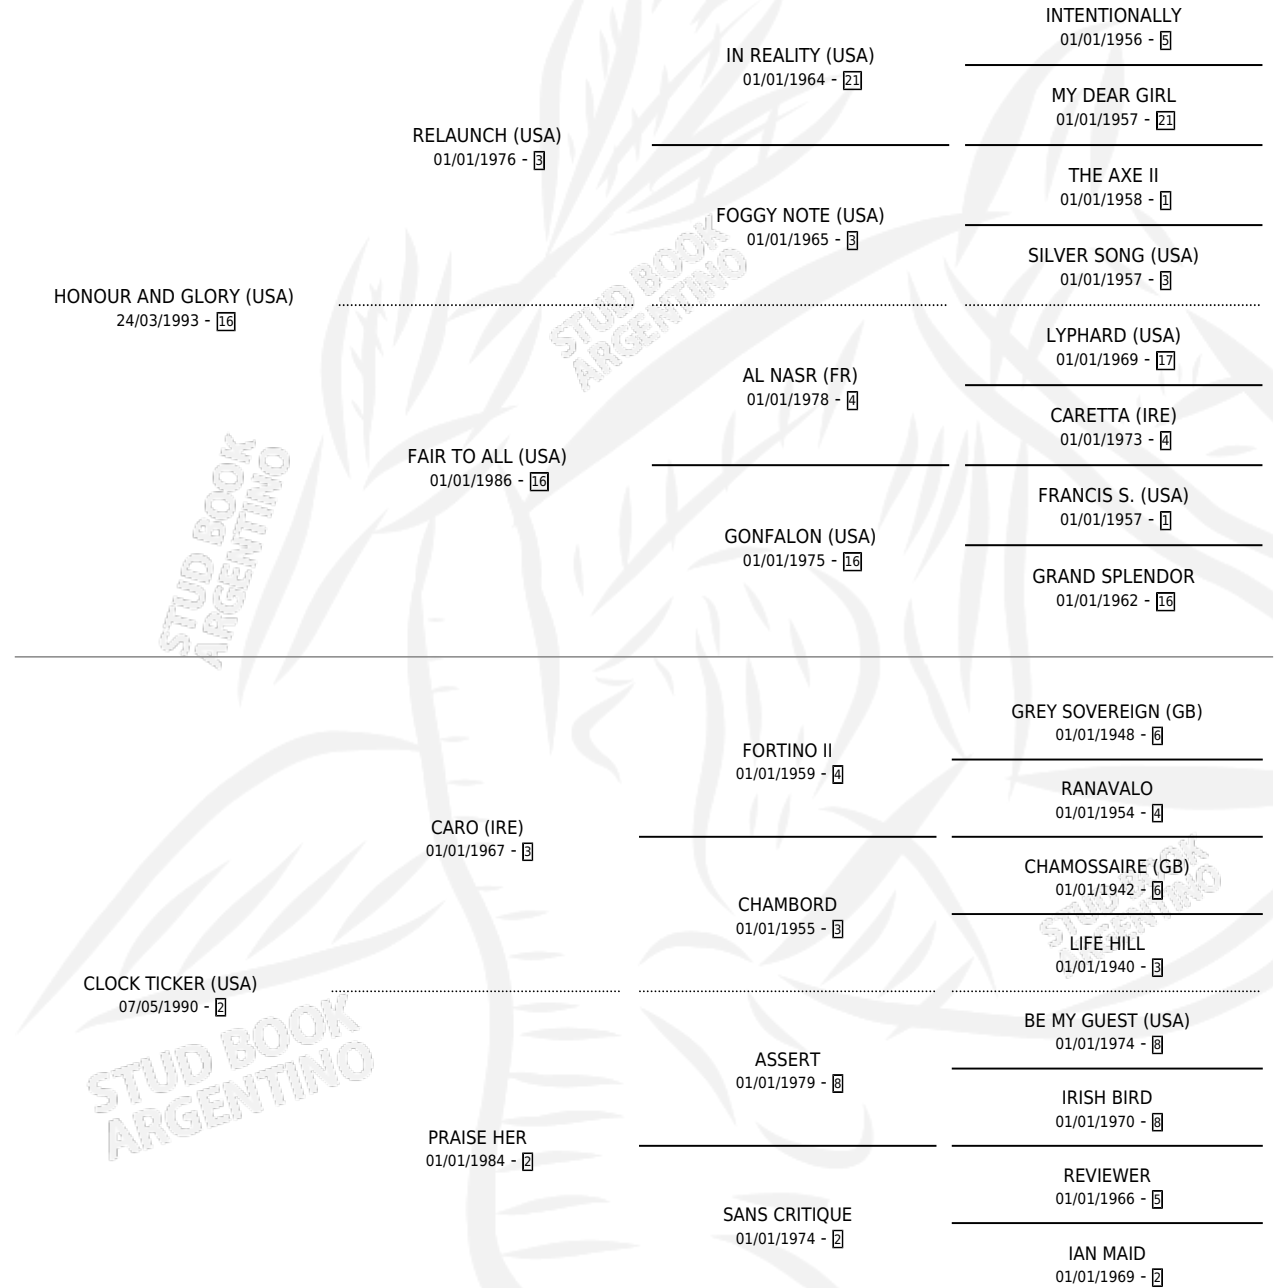 INTENTIONALLY
01/01/1956 - 5
IN REALITY (USA)
01/01/1964 - 21
MY DEAR GIRL
01/01/1957 - 21
RELAUNCH (USA)
01/01/1976 - 3
THE AXE II
01/01/1958 - 1
FOGGY NOTE (USA)
01/01/1965 - 3
SILVER SONG (USA)
01/01/1957 - 3
HONOUR AND GLORY (USA)
24/03/1993 - 16
LYPHARD (USA)
01/01/1969 - 17
AL NASR (FR)
01/01/1978 - 4
CARETTA (IRE)
01/01/1973 - 4
FAIR TO ALL (USA)
01/01/1986 - 16
FRANCIS S. (USA)
01/01/1957 - 1
GONFALON (USA)
01/01/1975 - 16
GRAND SPLENDOR
01/01/1962 - 16
GREY SOVEREIGN (GB)
01/01/1948 - 6
FORTINO II
01/01/1959 - 4
RANAVALO
01/01/1954 - 4
CARO (IRE)
01/01/1967 - 3
CHAMOSSAIRE (GB)
01/01/1942 - 6
CHAMBORD
01/01/1955 - 3
LIFE HILL
01/01/1940 - 3
CLOCK TICKER (USA)
07/05/1990 - 2
BE MY GUEST (USA)
01/01/1974 - 8
ASSERT
01/01/1979 - 8
IRISH BIRD
01/01/1970 - 8
PRAISE HER
01/01/1984 - 2
REVIEWER
01/01/1966 - 5
SANS CRITIQUE
01/01/1974 - 2
IAN MAID
01/01/1969 - 2
STUD BOOK
ARGENTINO
STUD BOOK
ARGENTINO
STUD BOOK
ARGENTINO
STUD BOOK
ARGENTINO